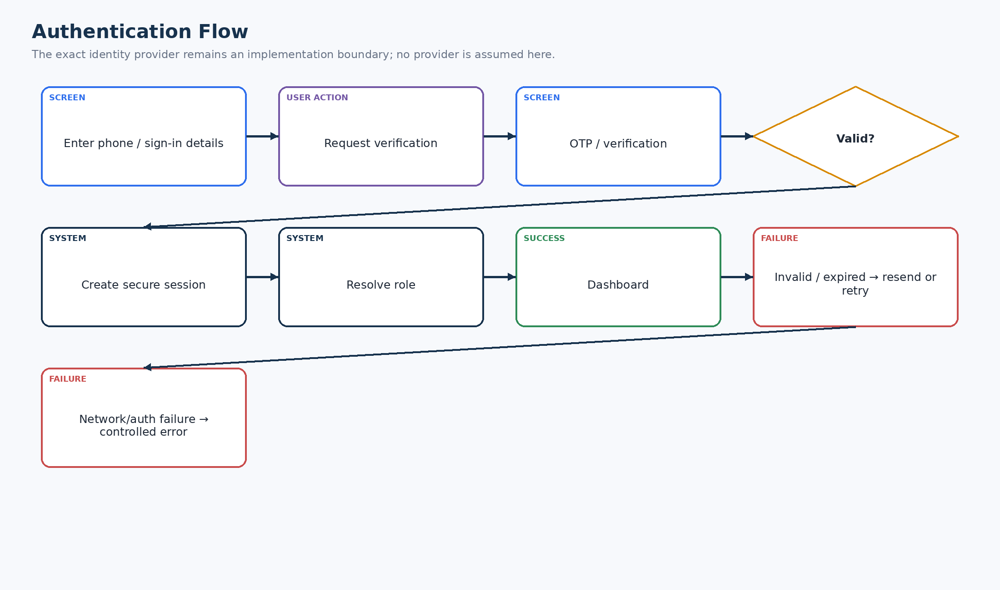 Authentication Flow
The exact identity provider remains an implementation boundary; no provider is assumed here.
SCREEN
Enter phone / sign-in details
USER ACTION
Request verification
SCREEN
OTP / verification
Valid?
SYSTEM
Create secure session
SYSTEM
Resolve role
SUCCESS
Dashboard
FAILURE
Invalid / expired → resend or
retry
FAILURE
Network/auth failure →
controlled error